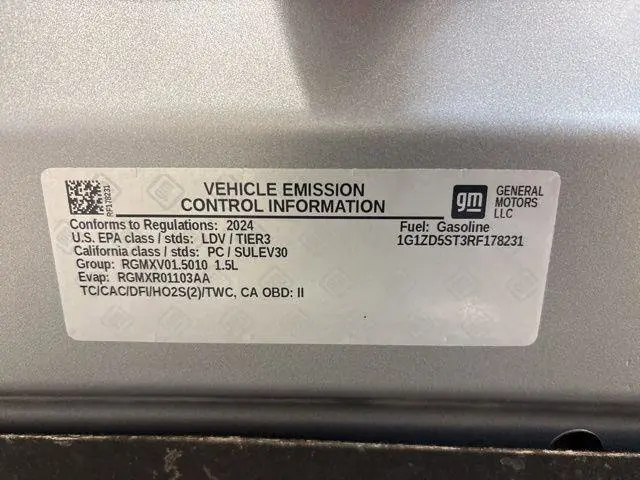 RF178231
VEHICLE EMISSION
CONTROL INFORMATION
gm
GENERAL
MOTORS
LLC
Conforms to Regulations: 2024
Fuel: Gasoline
U.S. EPA class / stds: LDV / TIER3
1G1ZD5ST3RF178231
California class / stds: PC / SULEV30
Group: RGMXV01.5010 1.5L
Evap: RGMXR01103AA
TC/CAC/DFI/HO2S(2)/TWC, CA OBD: II